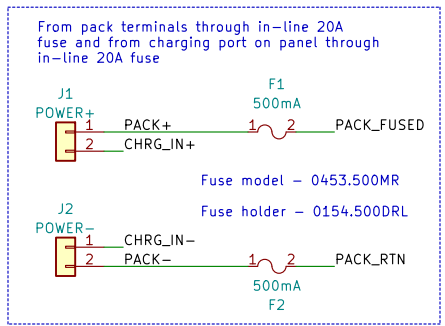 From pack terminals through in-line 20A
fuse and from charging port on panel through
in-line 20A fuse
F1
500mA
J1
POWER+
1 PACK+ 1 2 PACK_FUSED
2 CHRG_IN+
Fuse model - 0453.500MR
Fuse holder - 0154.500DRL
J2
POWER-
1 CHRG_IN-
2 PACK- 1 2 PACK_RTN
500mA
F2